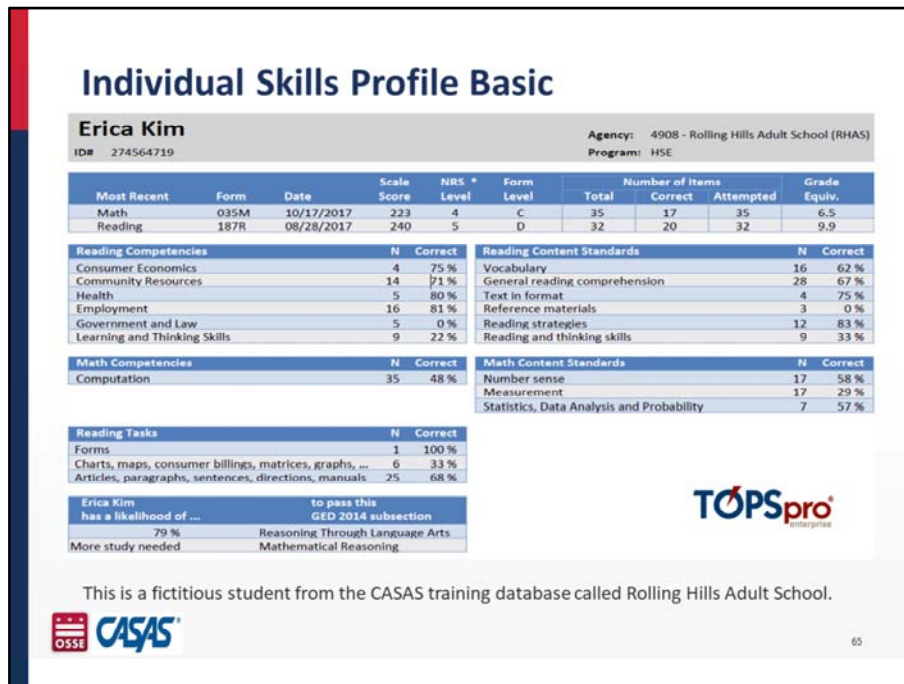 Individual Skills Profile Basic
Erica Kim
ID# 274564719
Agency: 4908 - Rolling Hills Adult School (RHAS)
Program: HSE
Scale NRS * Form Number of Items Grade
Most Recent Form Date Score Level Level Total Correct Attempted Equiv.
Math 035M 10/17/2017 223 4 C 35 17 35 6.5
Reading 187R 08/28/2017 240 5 D 32 20 32 9.9
Reading Competencies N Correct
Consumer Economics 4 75 %
Community Resources 14 71 %
Health 5 80 %
Employment 16 81 %
Government and Law 5 0 %
Learning and Thinking Skills 9 22 %
Reading Content Standards N Correct
Vocabulary 16 62 %
General reading comprehension 28 67 %
Text in format 4 75 %
Reference materials 3 0 %
Reading strategies 12 83 %
Reading and thinking skills 9 33 %
Math Competencies N Correct
Computation 35 48 %
Math Content Standards N Correct
Number sense 17 58 %
Measurement 17 29 %
Statistics, Data Analysis and Probability 7 57 %
Reading Tasks N Correct
Forms 1 100 %
Charts, maps, consumer billings, matrices, graphs, ... 6 33 %
Articles, paragraphs, sentences, directions, manuals 25 68 %
Erica Kim to pass this
has a likelihood of ... GED 2014 subsection
79 % Reasoning Through Language Arts
More study needed Mathematical Reasoning
TOPSpro
enterprise
This is a fictitious student from the CASAS training database called Rolling Hills Adult School.
OSSE CASAS
65